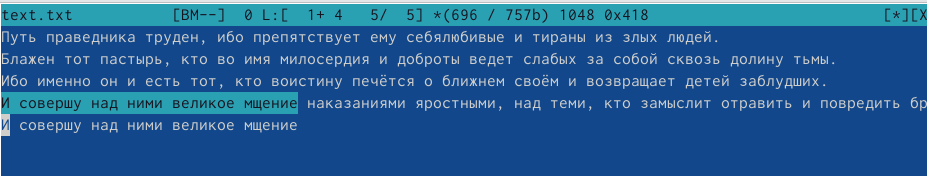 text.txt [BM--] 0 L:[ 1+ 4 5/ 5] *(696 / 757b) 1048 0x418 [*][X
Путь праведника труден, ибо препятствует ему себялюбивые и тираны из злых людей.
Блажен тот пастырь, кто во имя милосердия и доброты ведет слабых за собой сквозь долину тьмы.
Ибо именно он и есть тот, кто воистину печётся о ближнем своём и возвращает детей заблудших.
И совершу над ними великое мщение наказаниями яростными, над теми, кто замыслит отравить и повредить бр
И совершу над ними великое мщение